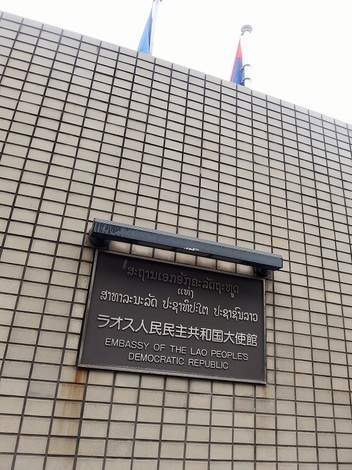 ສະຖານເອກອັກຄະລັດຖະທູດ
ແຫ່ງ
ສາທາລະນະລັດ ປະຊາທິປະໄຕ ປະຊາຊົນລາວ
ラオス人民民主共和国大使館
EMBASSY OF THE LAO PEOPLE'S
DEMOCRATIC REPUBLIC